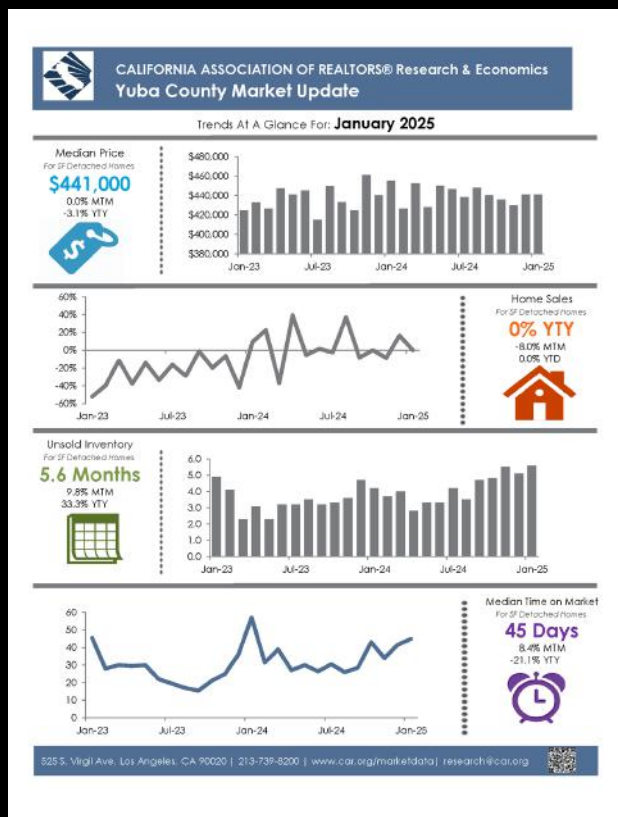 CALIFORNIA ASSOCIATION OF REALTORS® Research & Economics
Yuba County Market Update
Trends At A Glance For: January 2025
Median Price
For SF Detached Homes
$441,000
0.0% MTM
-3.1% YTY
$480,000
$460,000
$440,000
$420,000
$400,000
$380,000
Jan-23 Jul-23 Jan-24 Jul-24 Jan-25
60%
40%
20%
0%
-20%
-40%
-60%
Jan-23 Jul-23 Jan-24 Jul-24 Jan-25
Home Sales
For SF Detached Homes
0% YTY
-8.0% MTM
0.0% YTD
Unsold Inventory
For SF Detached Homes
5.6 Months
9.8% MTM
33.3% YTY
6.0
5.0
4.0
3.0
2.0
1.0
0.0
Jan-23 Jul-23 Jan-24 Jul-24 Jan-25
60
50
40
30
20
10
0
Jan-23 Jul-23 Jan-24 Jul-24 Jan-25
Median Time on Market
For SF Detached Homes
45 Days
8.4% MTM
-21.1% YTY
525 S. Virgil Ave, Los Angeles, CA 90020 | 213-739-8200 | www.car.org/marketdata| research@car.org